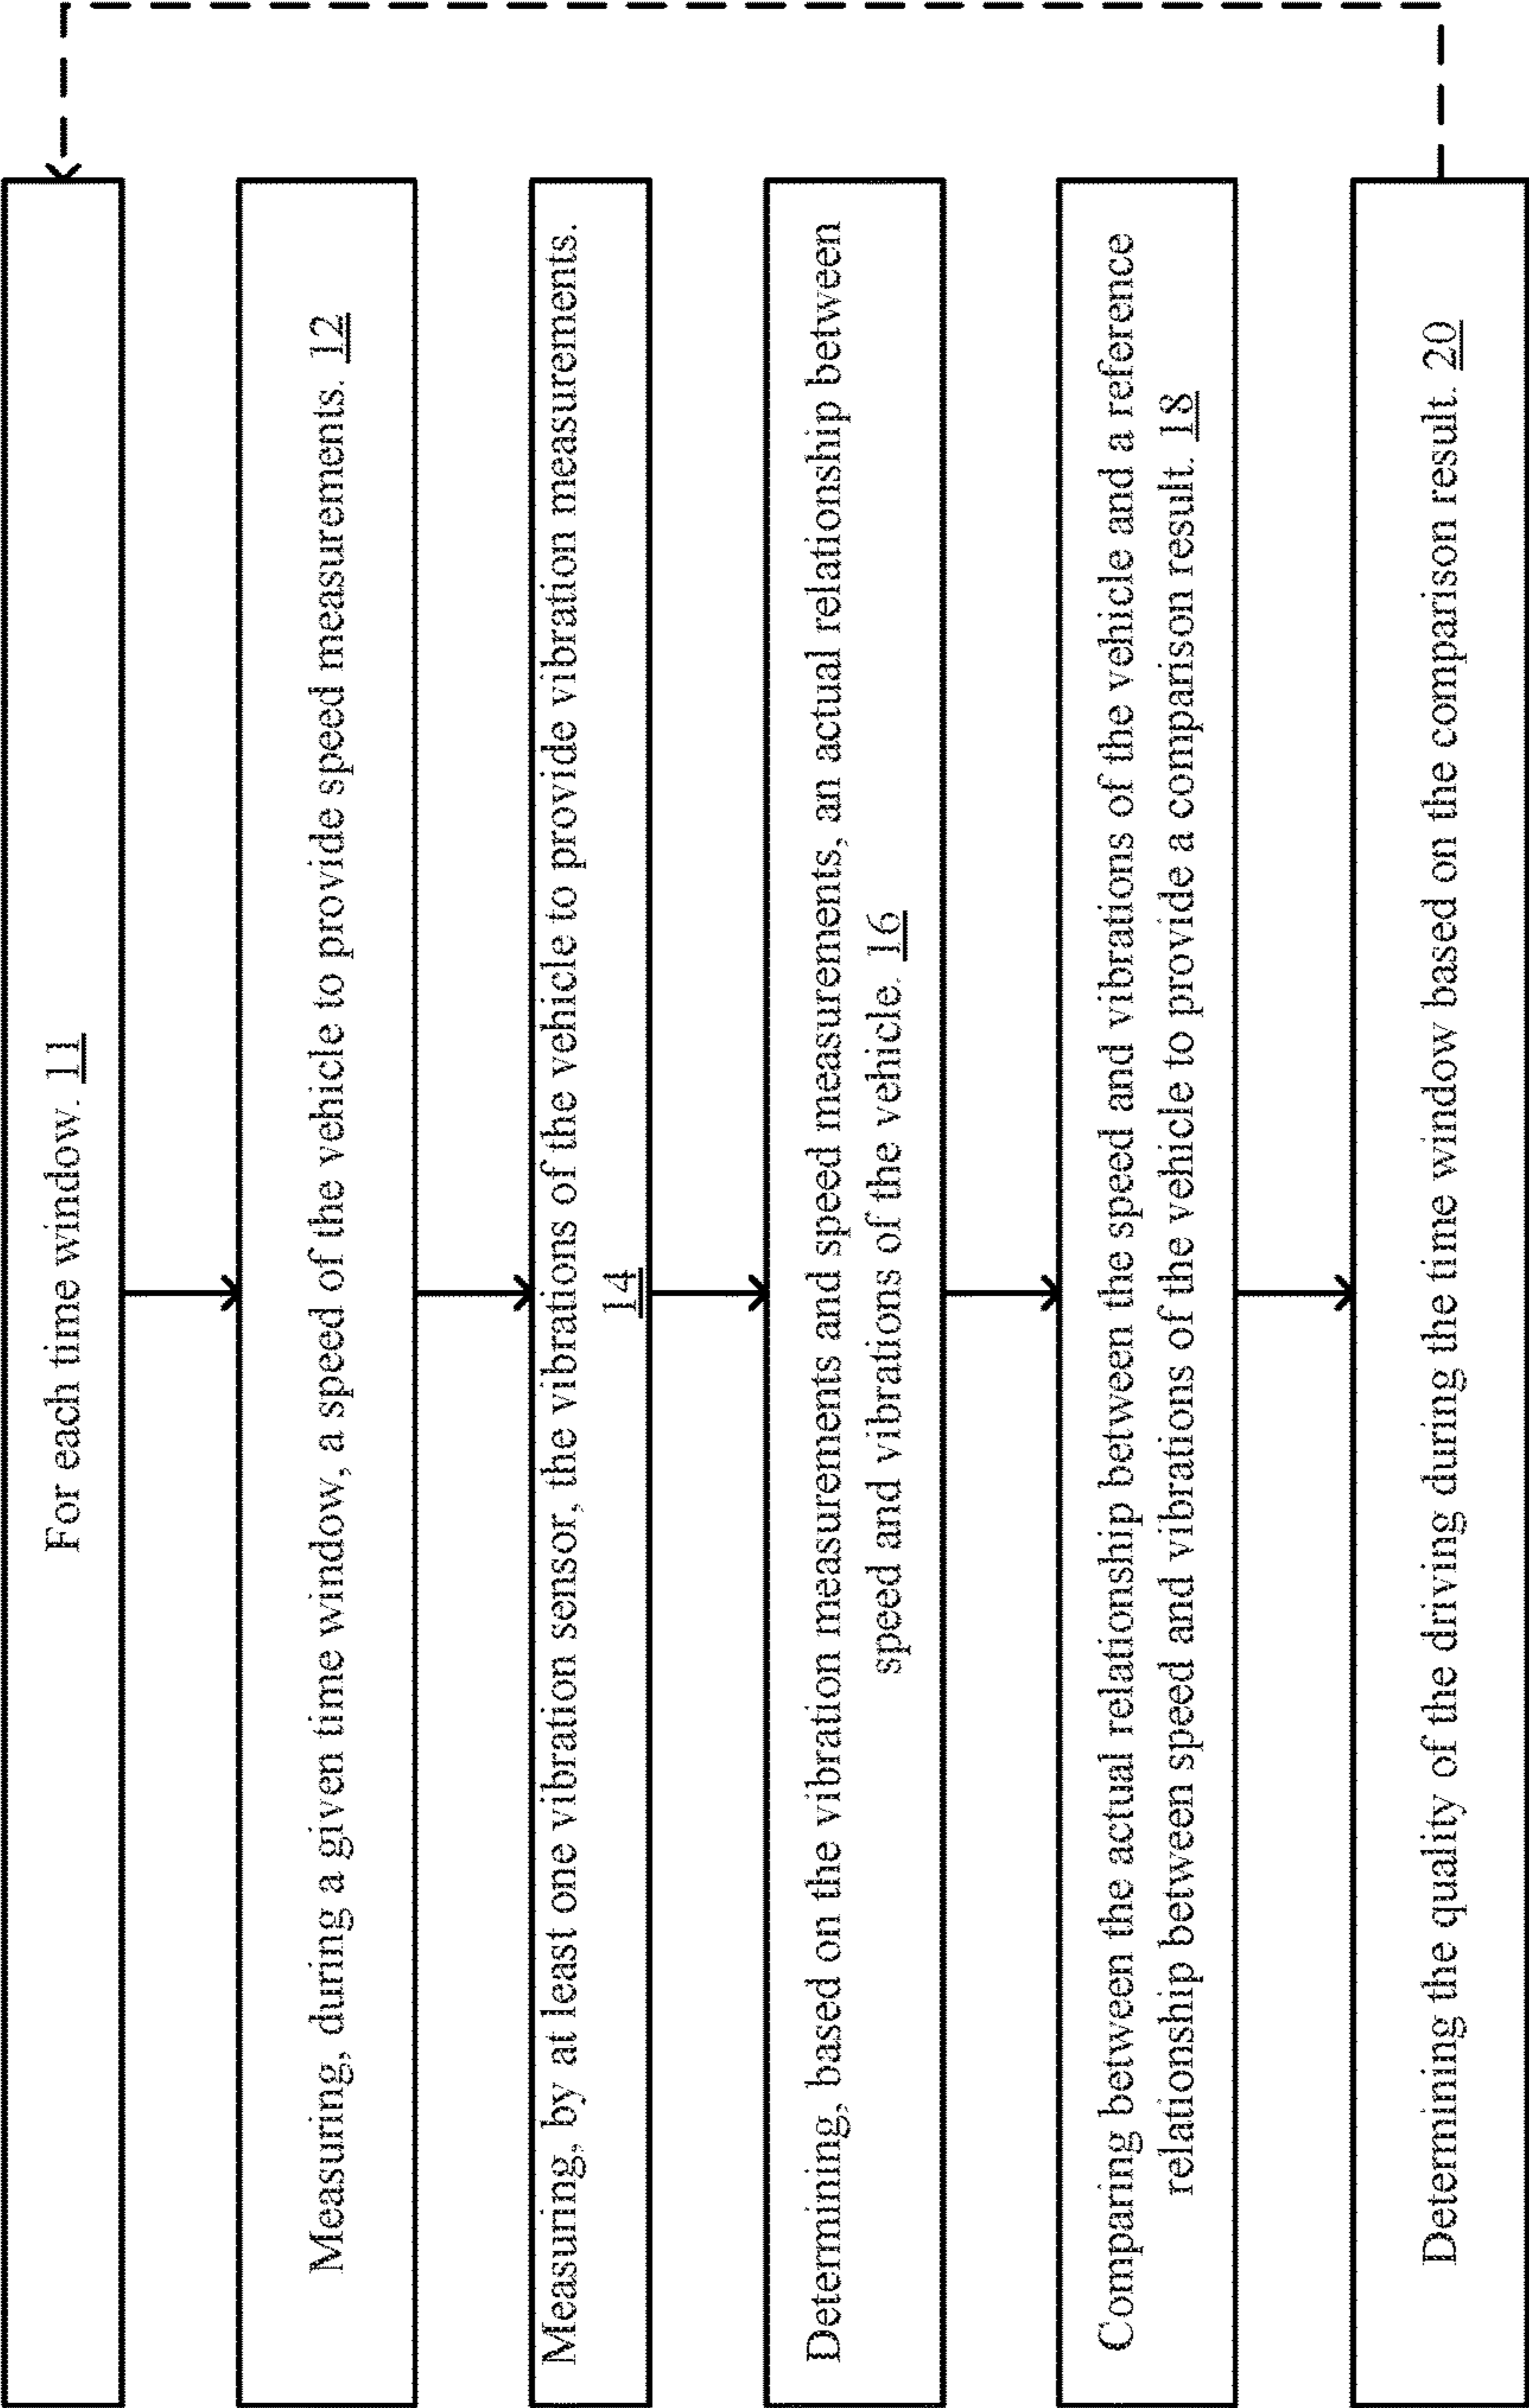 For each time window. 11
Measuring, during a given time window, a speed of the vehicle to provide speed measurements. 12
Measuring, by at least one vibration sensor, the vibrations of the vehicle to provide vibration measurements.
14
Determining, based on the vibration measurements and speed measurements, an actual relationship between
speed and vibrations of the vehicle. 16
Comparing between the actual relationship between the speed and vibrations of the vehicle and a reference
relationship between speed and vibrations of the vehicle to provide a comparison result. 18
Determining the quality of the driving during the time window based on the comparison result. 20